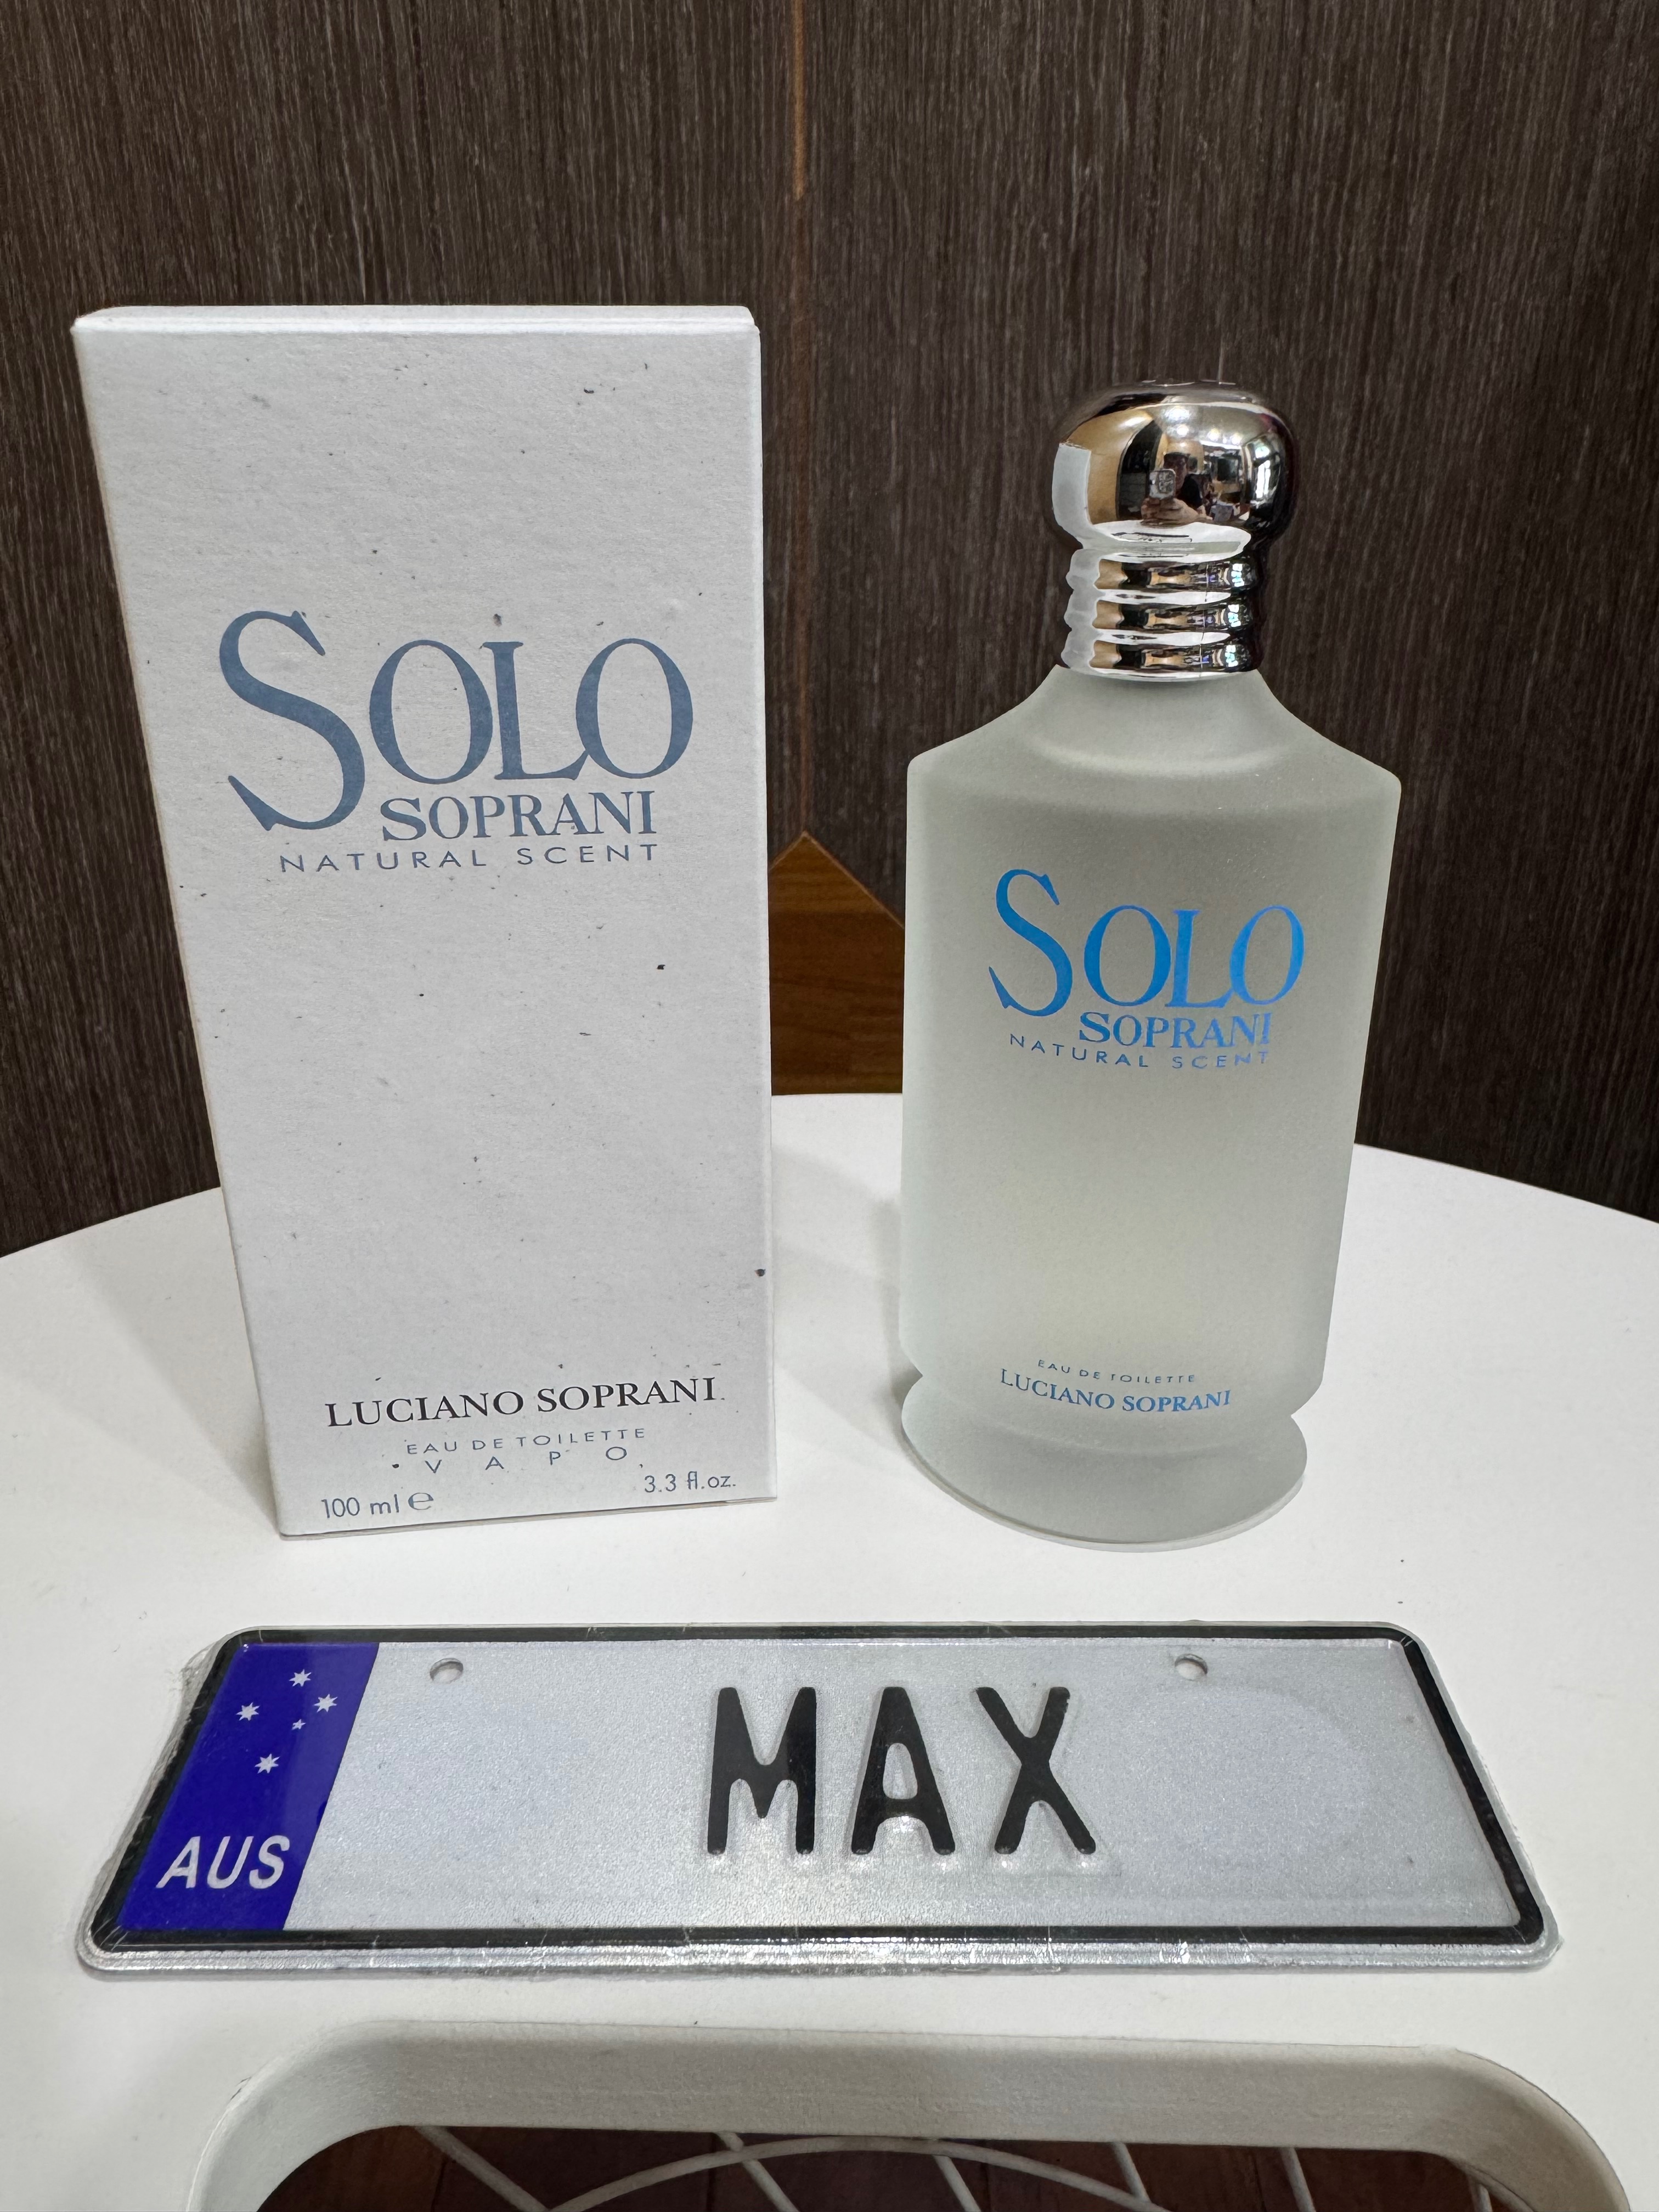 SOLO
SOPRANI
NATURAL SCENT
LUCIANO SOPRANI
EAU DE TOILETTE
VAPO
100 ml ℮
3.3 fl.oz.
SOLO
SOPRANI
NATURAL SCENT
EAU DE TOILETTE
LUCIANO SOPRANI
MAX
AUS